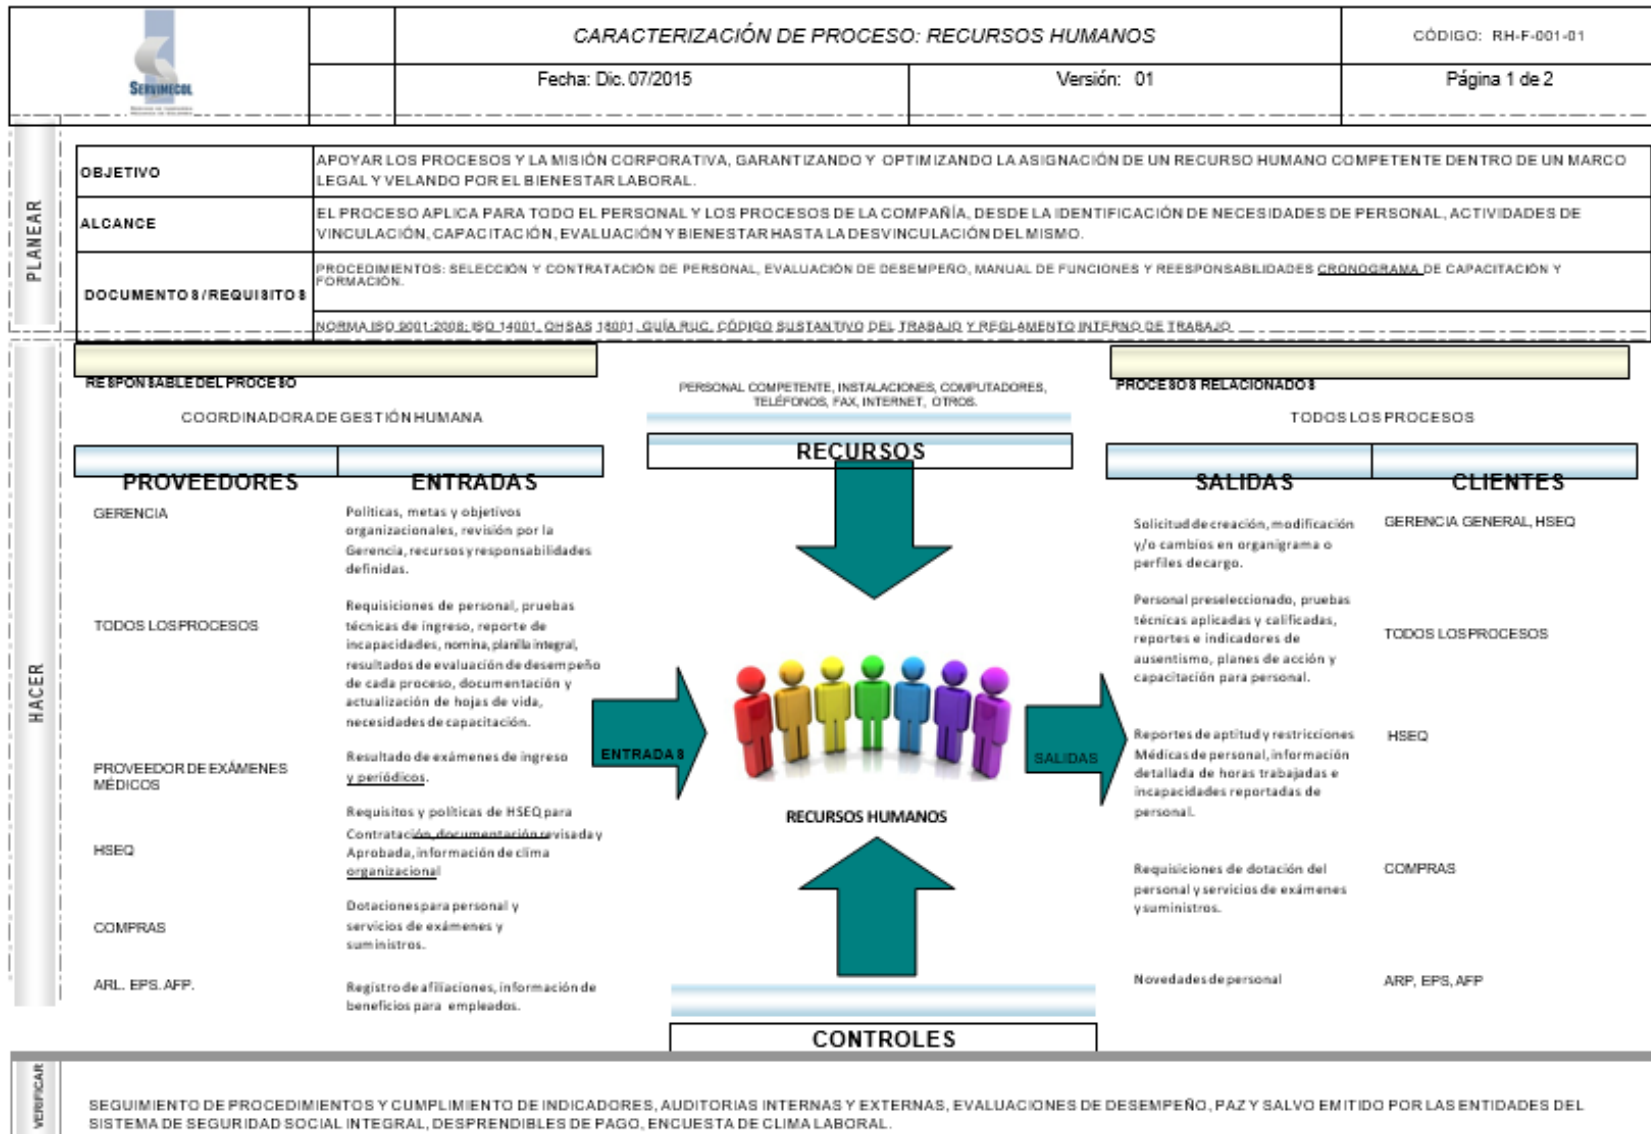 SERVIMECOL
CARACTERIZACIÓN DE PROCESO: RECURSOS HUMANOS
CÓDIGO: RH-F-001-01
Fecha: Dic. 07/2015
Versión: 01
Página 1 de 2
PLANEAR
OBJETIVO
APOYAR LOS PROCESOS Y LA MISIÓN CORPORATIVA, GARANTIZANDO Y OPTIMIZANDO LA ASIGNACIÓN DE UN RECURSO HUMANO COMPETENTE DENTRO DE UN MARCO
LEGAL Y VELANDO POR EL BIENESTAR LABORAL.
ALCANCE
EL PROCESO APLICA PARA TODO EL PERSONAL Y LOS PROCESOS DE LA COMPAÑÍA, DESDE LA IDENTIFICACIÓN DE NECESIDADES DE PERSONAL, ACTIVIDADES DE
VINCULACIÓN, CAPACITACIÓN, EVALUACIÓN Y BIENESTAR HASTA LA DESVINCULACIÓN DEL MISMO.
DOCUMENTOS/REQUISITOS
PROCEDIMIENTOS: SELECCIÓN Y CONTRATACIÓN DE PERSONAL, EVALUACIÓN DE DESEMPEÑO, MANUAL DE FUNCIONES Y REESPONSABILIDADES CRONOGRAMA DE CAPACITACIÓN Y
FORMACIÓN.
NORMA ISO 9001:2008; ISO 14001, OHSAS 18001, GUÍA RUC, CÓDIGO SUSTANTIVO DEL TRABAJO Y REGLAMENTO INTERNO DE TRABAJO
HACER
RESPONSABLE DEL PROCESO
COORDINADORA DE GESTIÓN HUMANA
PERSONAL COMPETENTE, INSTALACIONES, COMPUTADORES,
TELÉFONOS, FAX, INTERNET, OTROS.
RECURSOS
PROCESOS RELACIONADOS
TODOS LOS PROCESOS
PROVEEDORES
ENTRADAS
GERENCIA
Políticas, metas y objetivos
organizacionales, revisión por la
Gerencia, recursos y responsabilidades
definidas.
TODOS LOS PROCESOS
Requisiciones de personal, pruebas
técnicas de ingreso, reporte de
incapacidades, nomina, planilla integral,
resultados de evaluación de desempeño
de cada proceso, documentación y
actualización de hojas de vida,
necesidades de capacitación.
PROVEEDOR DE EXÁMENES
MÉDICOS
Resultado de exámenes de ingreso
y periódicos.
HSEQ
Requisitos y políticas de HSEQ para
Contratación, documentación revisada y
Aprobada, información de clima
organizacional
COMPRAS
Dotaciones para personal y
servicios de exámenes y
suministros.
ARL. EPS. AFP.
Registro de afiliaciones, información de
beneficios para empleados.
ENTRADAS
RECURSOS HUMANOS
SALIDAS
CONTROLES
SALIDAS
CLIENTES
Solicitud de creación, modificación
y/o cambios en organigrama o
perfiles de cargo.
GERENCIA GENERAL, HSEQ
Personal preseleccionado, pruebas
técnicas aplicadas y calificadas,
reportes e indicadores de
ausentismo, planes de acción y
capacitación para personal.
TODOS LOS PROCESOS
Reportes de aptitud y restricciones
Médicas de personal, información
detallada de horas trabajadas e
incapacidades reportadas de
personal.
HSEQ
Requisiciones de dotación del
personal y servicios de exámenes
y suministros.
COMPRAS
Novedades de personal
ARP, EPS, AFP
VERIFICAR
SEGUIMIENTO DE PROCEDIMIENTOS Y CUMPLIMIENTO DE INDICADORES, AUDITORIAS INTERNAS Y EXTERNAS, EVALUACIONES DE DESEMPEÑO, PAZ Y SALVO EMITIDO POR LAS ENTIDADES DEL
SISTEMA DE SEGURIDAD SOCIAL INTEGRAL, DESPRENDIBLES DE PAGO, ENCUESTA DE CLIMA LABORAL.